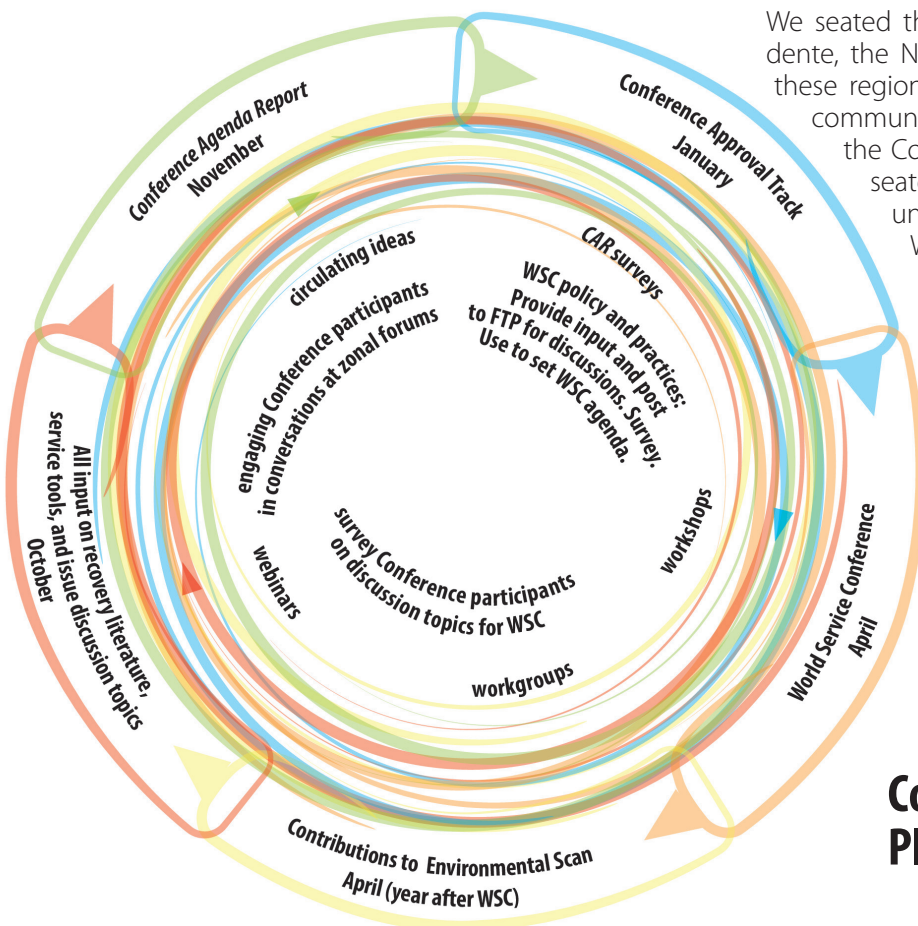 We seated th
dente, the N
these region
commun
the Co
seate
un
W
Conference Agenda Report
November
Conference Approval Track
January
World Service Conference
April
Contributions to Environmental Scan
April (year after WSC)
All input on recovery literature,
service tools, and issue discussion topics
October
circulating ideas
engaging Conference participants
in conversations at zonal forums
CAR surveys
WSC policy and practices:
Provide input and post
to FTP for discussions. Survey.
Use to set WSC agenda.
workshops
survey Conference participants
on discussion topics for WSC
webinars
workgroups
Co
Pl